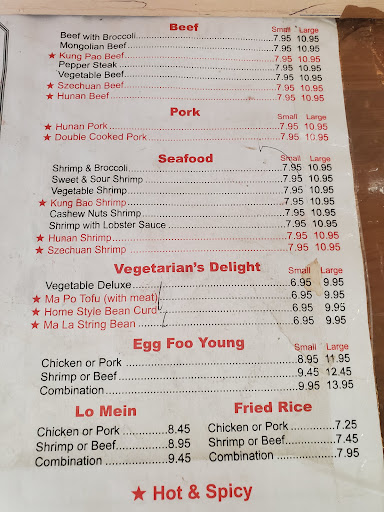 Beef
Small Large
Beef with Broccoli 7.95 10.95
Mongolian Beef 7.95 10.95
★ Kung Pao Beef 7.95 10.95
Pepper Steak 7.95 10.95
Vegetable Beef 7.95 10.95
★ Szechuan Beef 7.95 10.95
★ Hunan Beef 7.95 10.95
Pork
Small Large
★ Hunan Pork 7.95 10.95
★ Double Cooked Pork 7.95 10.95
Seafood
Small Large
Shrimp & Broccoli 7.95 10.95
Sweet & Sour Shrimp 7.95 10.95
Vegetable Shrimp 7.95 10.95
★ Kung Bao Shrimp 7.95 10.95
Cashew Nuts Shrimp 7.95 10.95
Shrimp with Lobster Sauce 7.95 10.95
★ Hunan Shrimp 7.95 10.95
★ Szechuan Shrimp 7.95 10.95
Vegetarian's Delight
Small Large
Vegetable Deluxe 6.95 9.95
★ Ma Po Tofu (with meat) 6.95 9.95
★ Home Style Bean Curd 6.95 9.95
★ Ma La String Bean 6.95 9.95
Egg Foo Young
Small Large
Chicken or Pork 8.95 11.95
Shrimp or Beef 9.45 12.45
Combination 9.95 13.95
Lo Mein
Chicken or Pork 8.45
Shrimp or Beef 8.95
Combination 9.45
Fried Rice
Chicken or Pork 7.25
Shrimp or Beef 7.45
Combination 7.95
★ Hot & Spicy